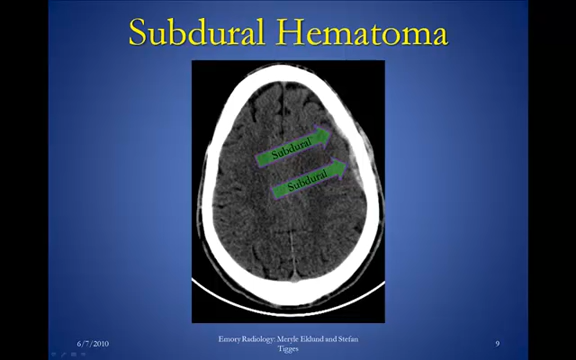 Subdural Hematoma
Subdural
Subdural
6/7/2010
Emory Radiology: Meryle Eklund and Stefan
Tigges
9